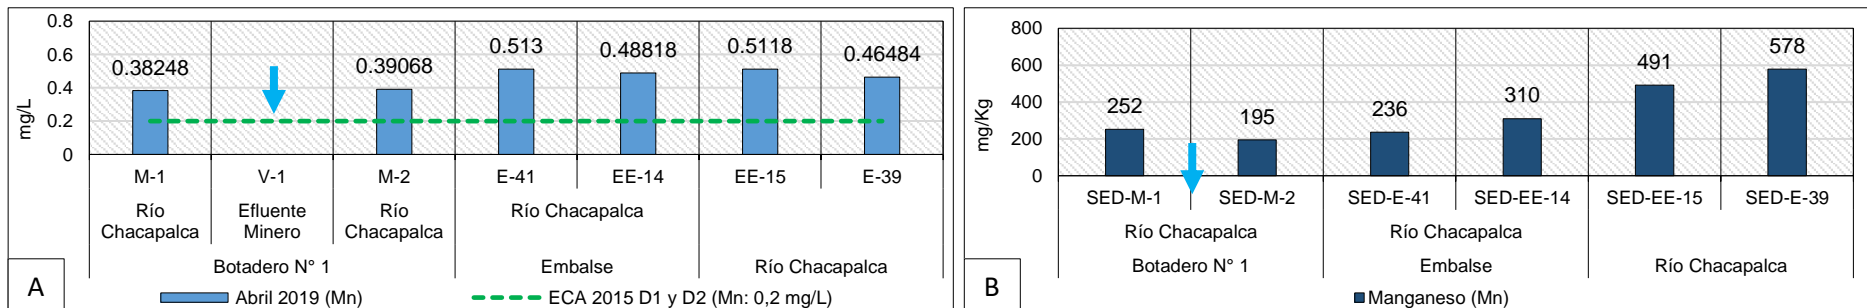 0.8
0.6
0.4
0.2
0
mg/L
0.38248
0.39068
0.513
0.48818
0.5118
0.46484
M-1
V-1
M-2
E-41
EE-14
EE-15
E-39
Río
Chacapalca
Efluente
Minero
Río
Chacapalca
Río Chacapalca
Botadero N° 1
Embalse
Río Chacapalca
A
Abril 2019 (Mn)
ECA 2015 D1 y D2 (Mn: 0,2 mg/L)
800
600
400
200
0
mg/Kg
252
195
236
310
491
578
SED-M-1
SED-M-2
SED-E-41
SED-EE-14
SED-EE-15
SED-E-39
Río Chacapalca
Río Chacapalca
Botadero N° 1
Embalse
Río Chacapalca
B
Manganeso (Mn)